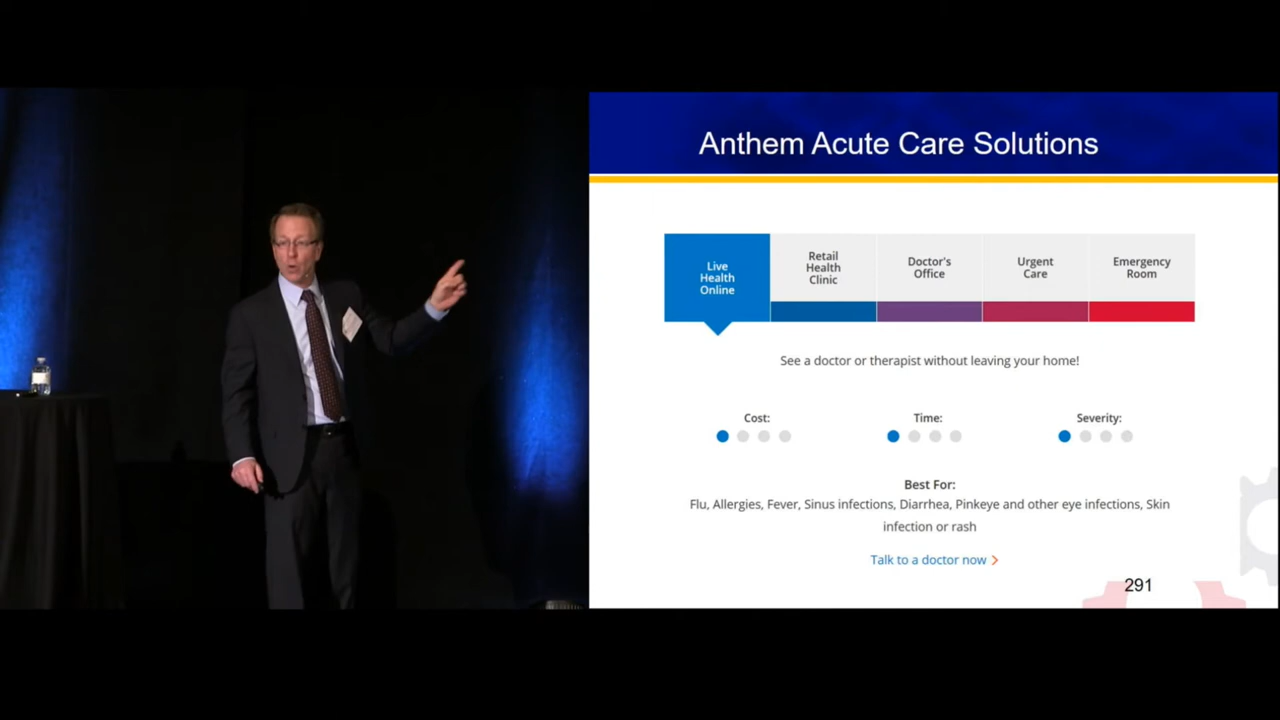 Anthem Acute Care Solutions
Live
Health
Online
Retail
Health
Clinic
Doctor's
Office
Urgent
Care
Emergency
Room
See a doctor or therapist without leaving your home!
Cost:
Time:
Severity:
Best For:
Flu, Allergies, Fever, Sinus infections, Diarrhea, Pinkeye and other eye infections, Skin
infection or rash
Talk to a doctor now >
291